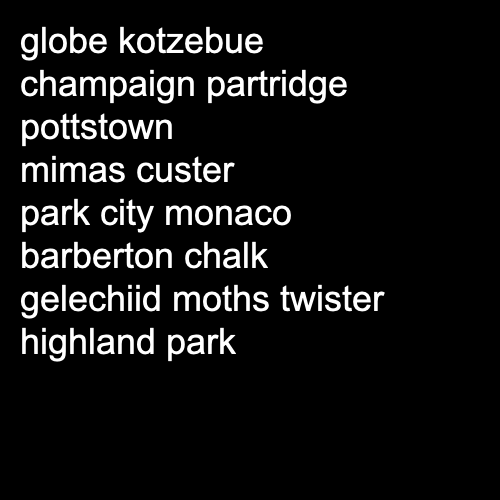 globe kotzebue
champaign partridge
pottstown
mimas custer
park city monaco
barberton chalk
gelechiid moths twister
highland park